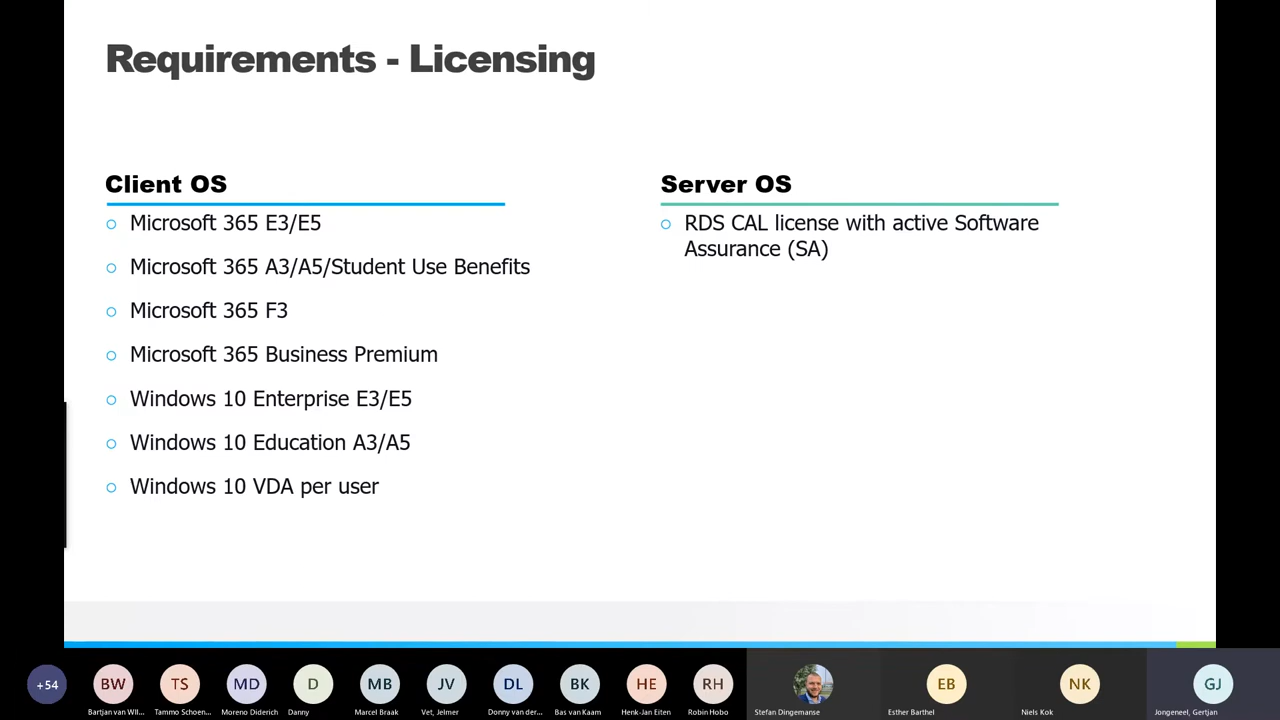 Requirements - Licensing
Client OS
Microsoft 365 E3/E5
Microsoft 365 A3/A5/Student Use Benefits
Microsoft 365 F3
Microsoft 365 Business Premium
Windows 10 Enterprise E3/E5
Windows 10 Education A3/A5
Windows 10 VDA per user
Server OS
RDS CAL license with active Software
Assurance (SA)
+54
BW
TS
MD
D
MB
JV
DL
BK
HE
RH
EB
NK
GJ
Bartjan van WIl...
Tammo Schoen...
Moreno Diderich
Danny
Marcel Braak
Vet, Jelmer
Donny van der...
Bas van Kaam
Henk-Jan Eiten
Robin Hobo
Stefan Dingemanse
Esther Barthel
Niels Kok
Jongeneel, Gertjan